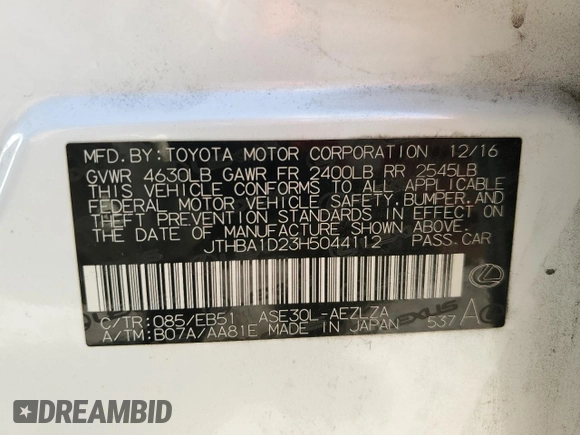 MFD.BY:TOYOTA MOTOR CORPORATION 12/16
GVWR 4630LB GAWR FR 2400LB RR 2545LB
THIS VEHICLE CONFORMS TO ALL APPLICABLE
FEDERAL MOTOR VEHICLE SAFETY,BUMPER,AND
THEFT PREVENTION STANDARDS IN EFFECT ON
THE DATE OF MANUFACTURE SHOWN ABOVE.
JTHBA1D23H5044112 PASS.CAR
C/TR:085/EB51 ASE30L-AEZLZA
A/TM:B07A/AA81E MADE IN JAPAN 537 A
LEXUS
DREAMBID